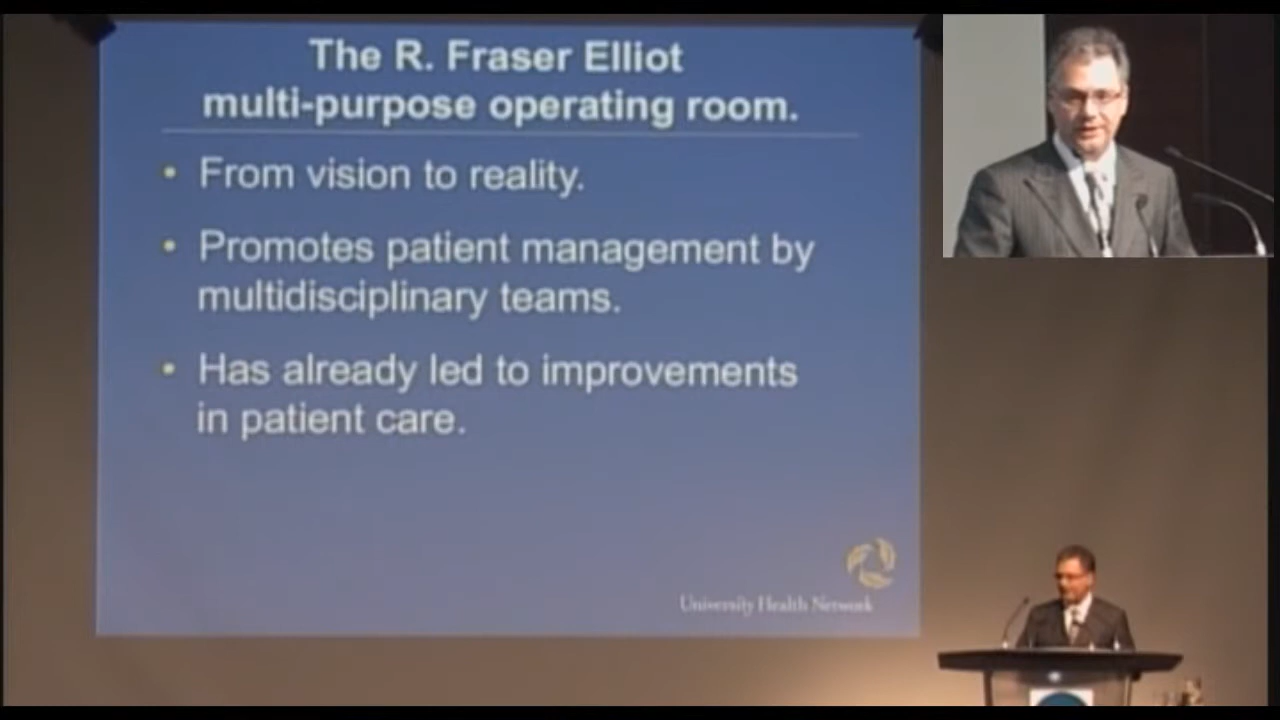 The R. Fraser Elliot
multi-purpose operating room.
• From vision to reality.
• Promotes patient management by
multidisciplinary teams.
• Has already led to improvements
in patient care.
University Health Network